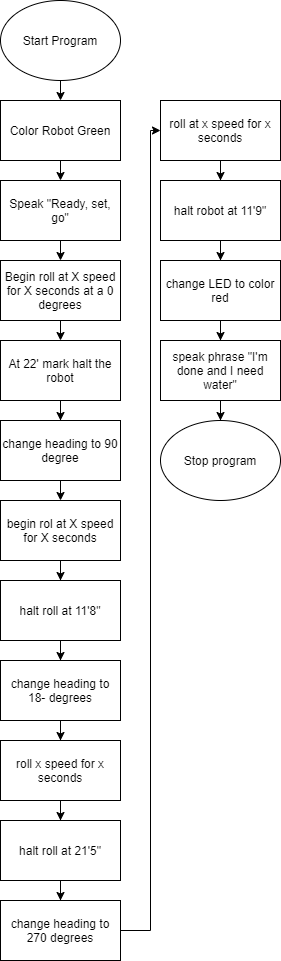 Start Program
Color Robot Green
Speak "Ready, set,
go"
Begin roll at X speed
for X seconds at a 0
degrees
At 22' mark halt the
robot
change heading to 90
degree
begin rol at X speed
for X seconds
halt roll at 11'8"
change heading to
18- degrees
roll x speed for x
seconds
halt roll at 21'5"
change heading to
270 degrees
roll at x speed for x
seconds
halt robot at 11'9"
change LED to color
red
speak phrase "I'm
done and I need
water"
Stop program